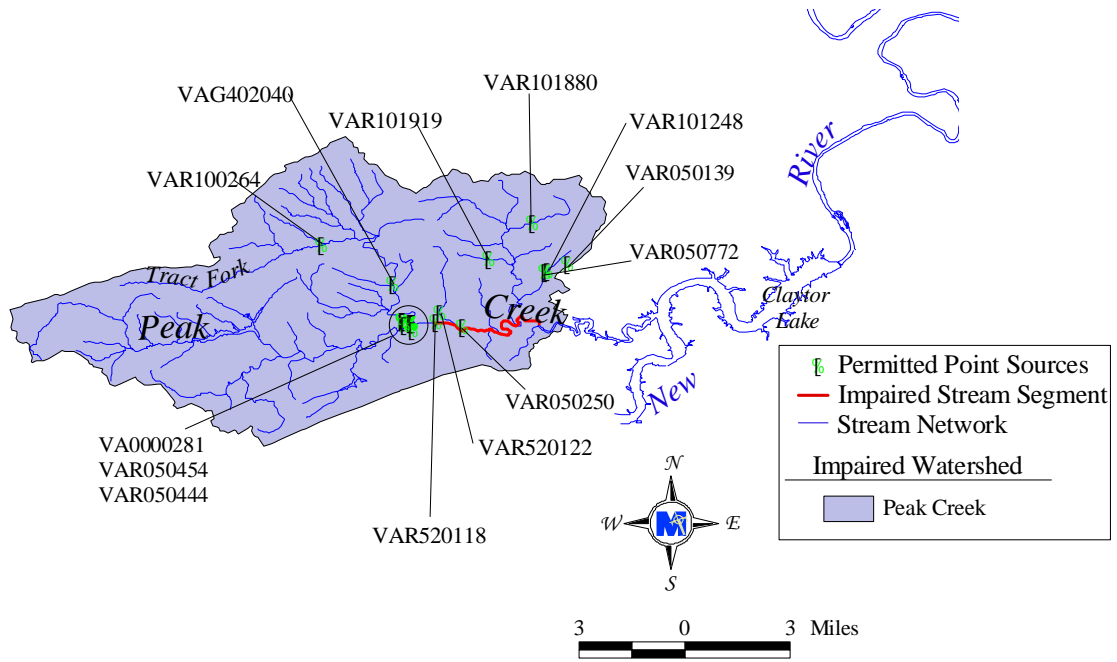 VAR101880
VAG402040
VAR101919
VAR101248
VAR050139
VAR100264
VAR050772
River
Tract Fork
Peak
Creek
Claytor
Lake
New
VAR050250
VA0000281
VAR050454
VAR050444
VAR520122
VAR520118
Permitted Point Sources
Impaired Stream Segment
Stream Network
Impaired Watershed
Peak Creek
N
W
E
S
M
3 0 3 Miles